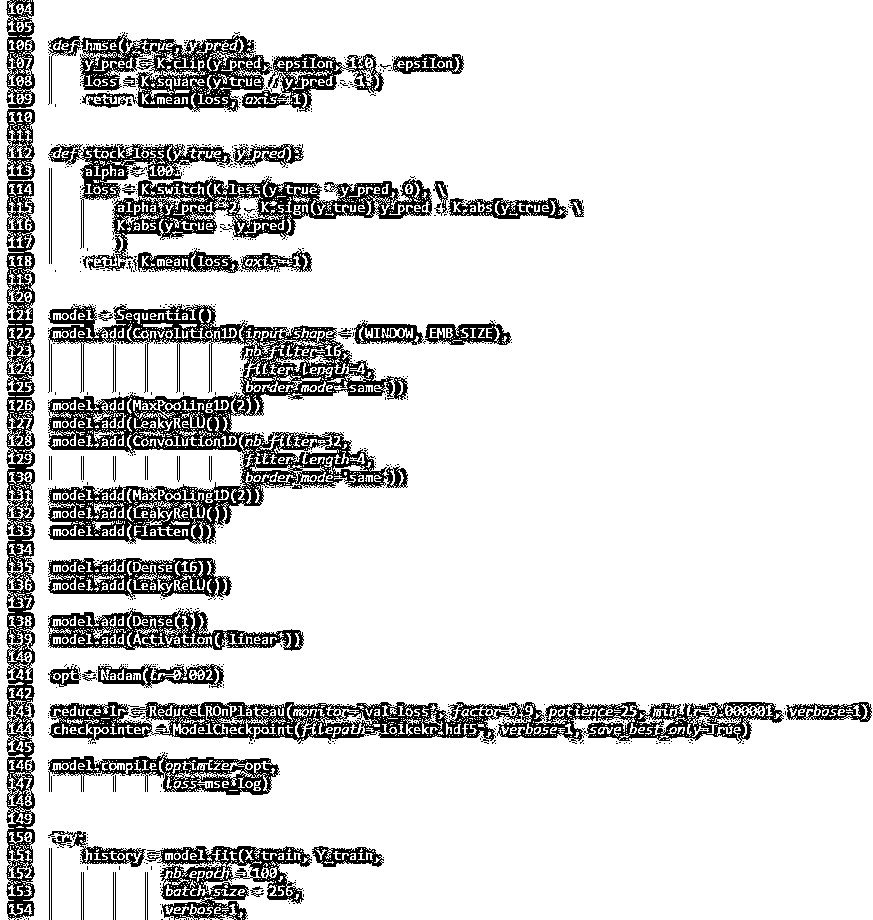 104
105
106 def hmse(y_true, y_pred):
107 y_pred = K.clip(y_pred, epsilon, 1.0 - epsilon)
108 loss = K.square(y_true / y_pred - 1.)
109 return K.mean(loss, axis=-1)
110
111
112 def stock_loss(y_true, y_pred):
113 alpha = 100.
114 loss = K.switch(K.less(y_true * y_pred, 0), \
115 alpha*y_pred**2 - K.sign(y_true)*y_pred + K.abs(y_true), \
116 K.abs(y_true - y_pred)
117 )
118 return K.mean(loss, axis=-1)
119
120
121 model = Sequential()
122 model.add(Convolution1D(input_shape = (WINDOW, EMB_SIZE),
123 nb_filter=16,
124 filter_length=4,
125 border_mode='same'))
126 model.add(MaxPooling1D(2))
127 model.add(LeakyReLU())
128 model.add(Convolution1D(nb_filter=32,
129 filter_length=4,
130 border_mode='same'))
131 model.add(MaxPooling1D(2))
132 model.add(LeakyReLU())
133 model.add(Flatten())
134
135 model.add(Dense(16))
136 model.add(LeakyReLU())
137
138 model.add(Dense(1))
139 model.add(Activation('linear'))
140
141 opt = Nadam(lr=0.002)
142
143 reduce_lr = ReduceLROnPlateau(monitor='val_loss', factor=0.9, patience=25, min_lr=0.000001, verbose=1)
144 checkpointer = ModelCheckpoint(filepath="lolkekr.hdf5", verbose=1, save_best_only=True)
145
146 model.compile(optimizer=opt,
147 loss=mse_log)
148
149
150 try:
151 history = model.fit(X_train, Y_train,
152 nb_epoch = 100,
153 batch_size = 256,
154 verbose=1,